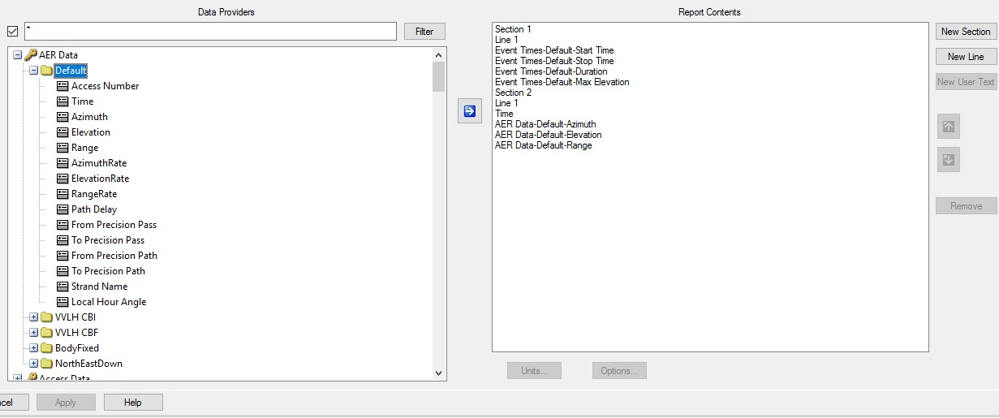 Data Providers
*
Filter
AER Data
Default
Access Number
Time
Azimuth
Elevation
Range
AzimuthRate
ElevationRate
RangeRate
Path Delay
From Precision Pass
To Precision Pass
From Precision Path
To Precision Path
Strand Name
Local Hour Angle
VVLH CBI
VVLH CBF
BodyFixed
NorthEastDown
Access Data
Report Contents
Section 1
Line 1
Event Times-Default-Start Time
Event Times-Default-Stop Time
Event Times-Default-Duration
Event Times-Default-Max Elevation
Section 2
Line 1
Time
AER Data-Default-Azimuth
AER Data-Default-Elevation
AER Data-Default-Range
New Section
New Line
New User Text
Remove
Units...
Options...
cel
Apply
Help